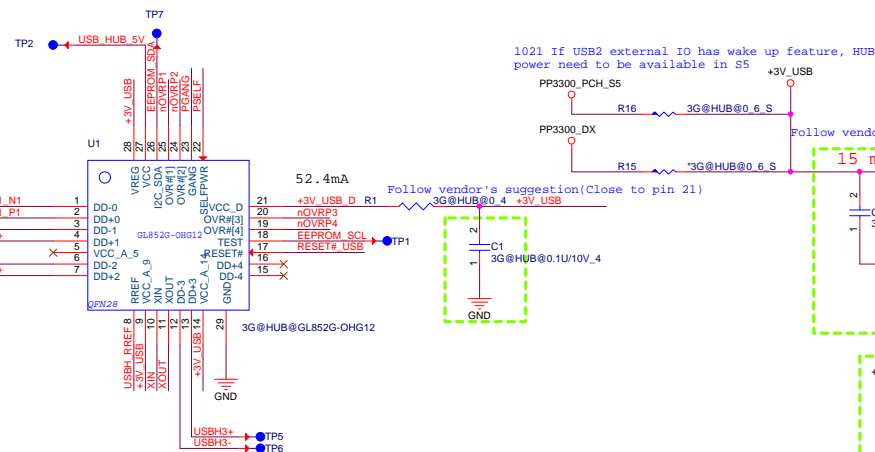 TP7
TP2
USB_HUB_5V
1021 If USB2 external IO has wake up feature, HUB
power need to be available in S5
+3V_USB
PP3300_PCH_S5
R16
3G@HUB@0_6_S
PP3300_DX
R15
*3G@HUB@0_6_S
Follow vendo
15 m
+3V_USB
EEPROM_SDA
nOVRP1
nOVRP2
PGANG
PSELF
U1
28
27
26
25
24
23
22
VREG
VCC
I2C_SDA
OVR#[1]
OVR#[2]
GANG
SELFPWR
52.4mA
Follow vendor's suggestion(Close to pin 21)
_N1
1
DD-0
VCC_D
21
+3V_USB_D
R1
3G@HUB@0_4
+3V_USB
_P1
2
DD+0
OVR#[3]
20
nOVRP3
3
DD-1
OVR#[4]
19
nOVRP4
4
DD+1
GL852G-OHG12
TEST
18
EEPROM_SCL
TP1
5
VCC_A_5
RESET#
17
RESET#_USB
6
DD-2
DD+4
16
7
DD+2
DD-4
15
2
1
C1
3G@HUB@0.1U/10V_4
GND
2
1
C
3
RREF
VCC_A_9
XIN
XOUT
DD-3
DD+3
VCC_A_14
GND
QFN28
8
9
10
11
12
13
14
29
3G@HUB@GL852G-OHG12
USBH_RREF
+3V_USB
XIN
XOUT
+3V_USB
GND
USBH3+
TP5
USBH3-
TP6
+